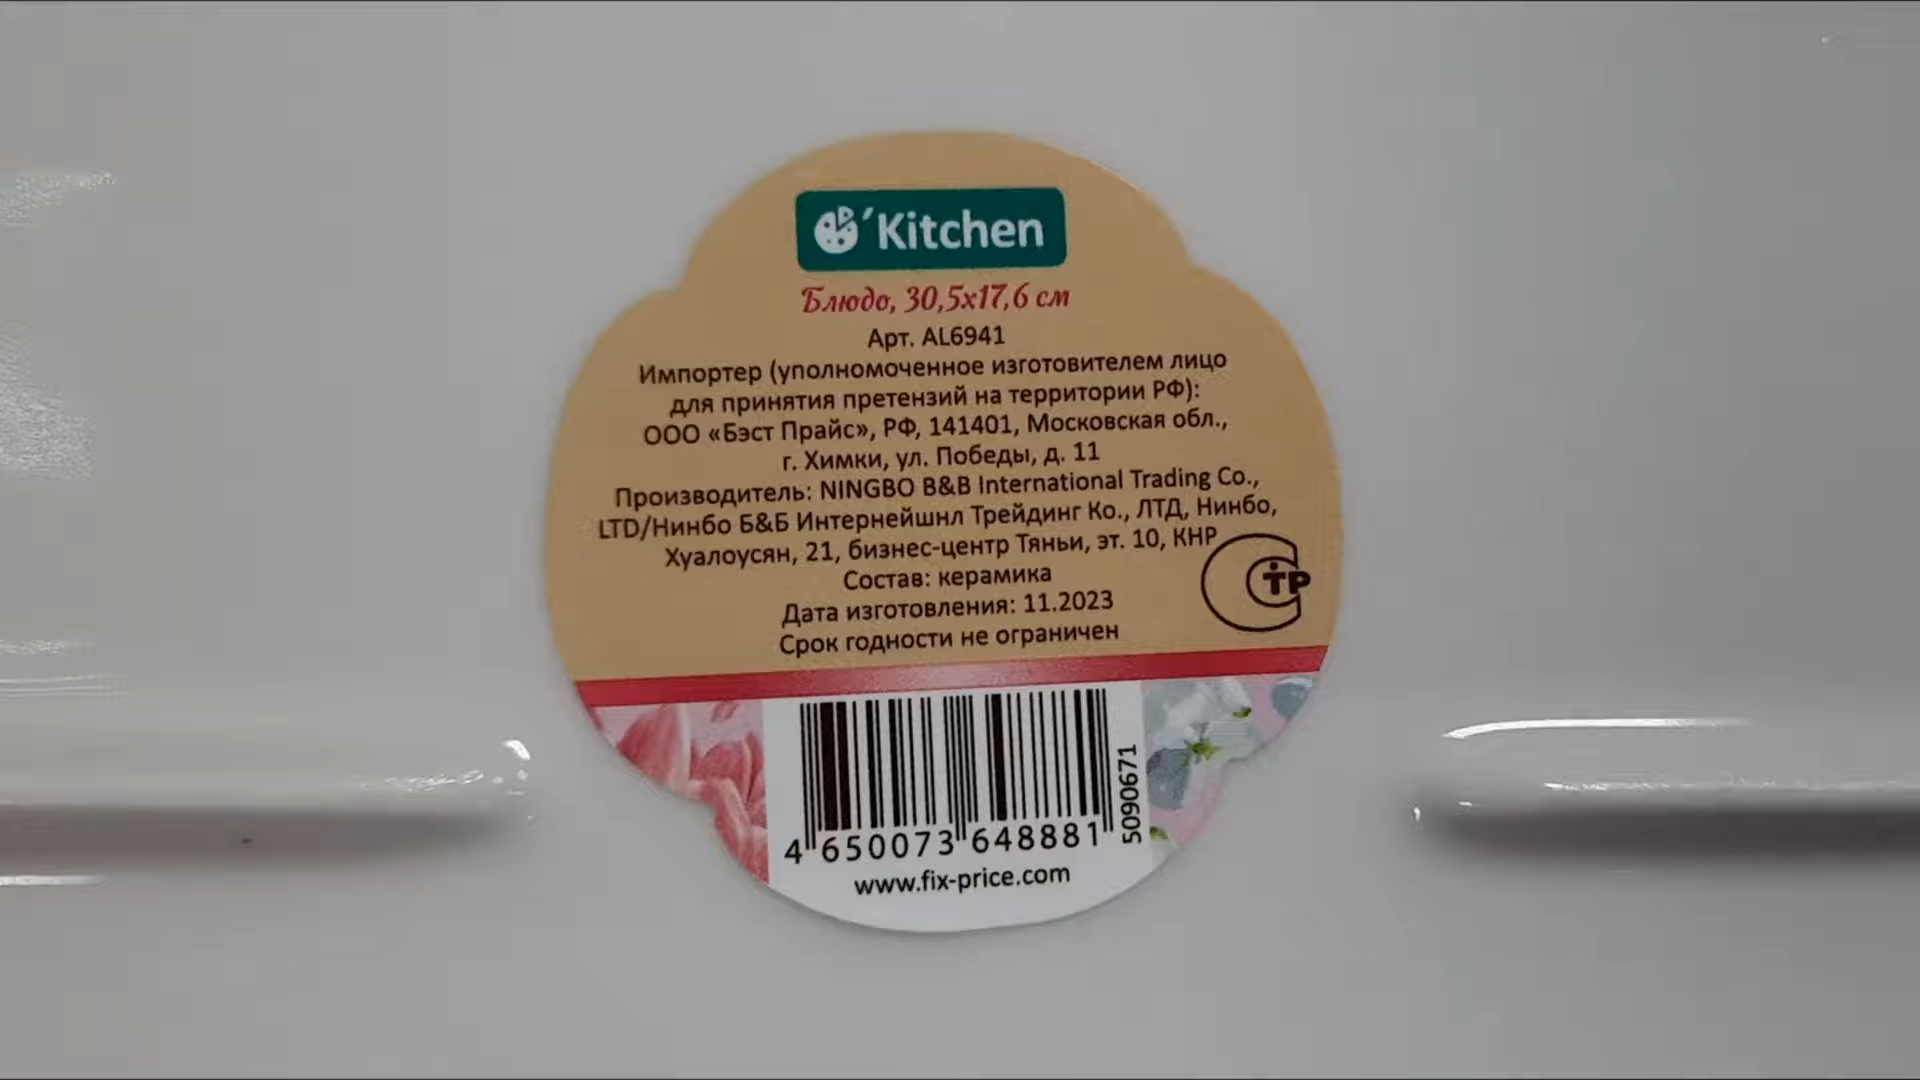 'Kitchen
Блюдо, 30,5х17,6 см
Арт. AL6941
Импортер (уполномоченное изготовителем лицо
для принятия претензий на территории РФ):
ООО «Бэст Прайс», РФ, 141401, Московская обл.,
г. Химки, ул. Победы, д. 11
Производитель: NINGBO B&B International Trading Co.,
LTD/Нинбо Б&Б Интернейшнл Трейдинг Ко., ЛТД, Нинбо,
Хуалоусян, 21, бизнес-центр Тяньи, эт. 10, КНР
Состав: керамика
Дата изготовления: 11.2023
Срок годности не ограничен
СТР
4 650073 648881
5090671
www.fix-price.com